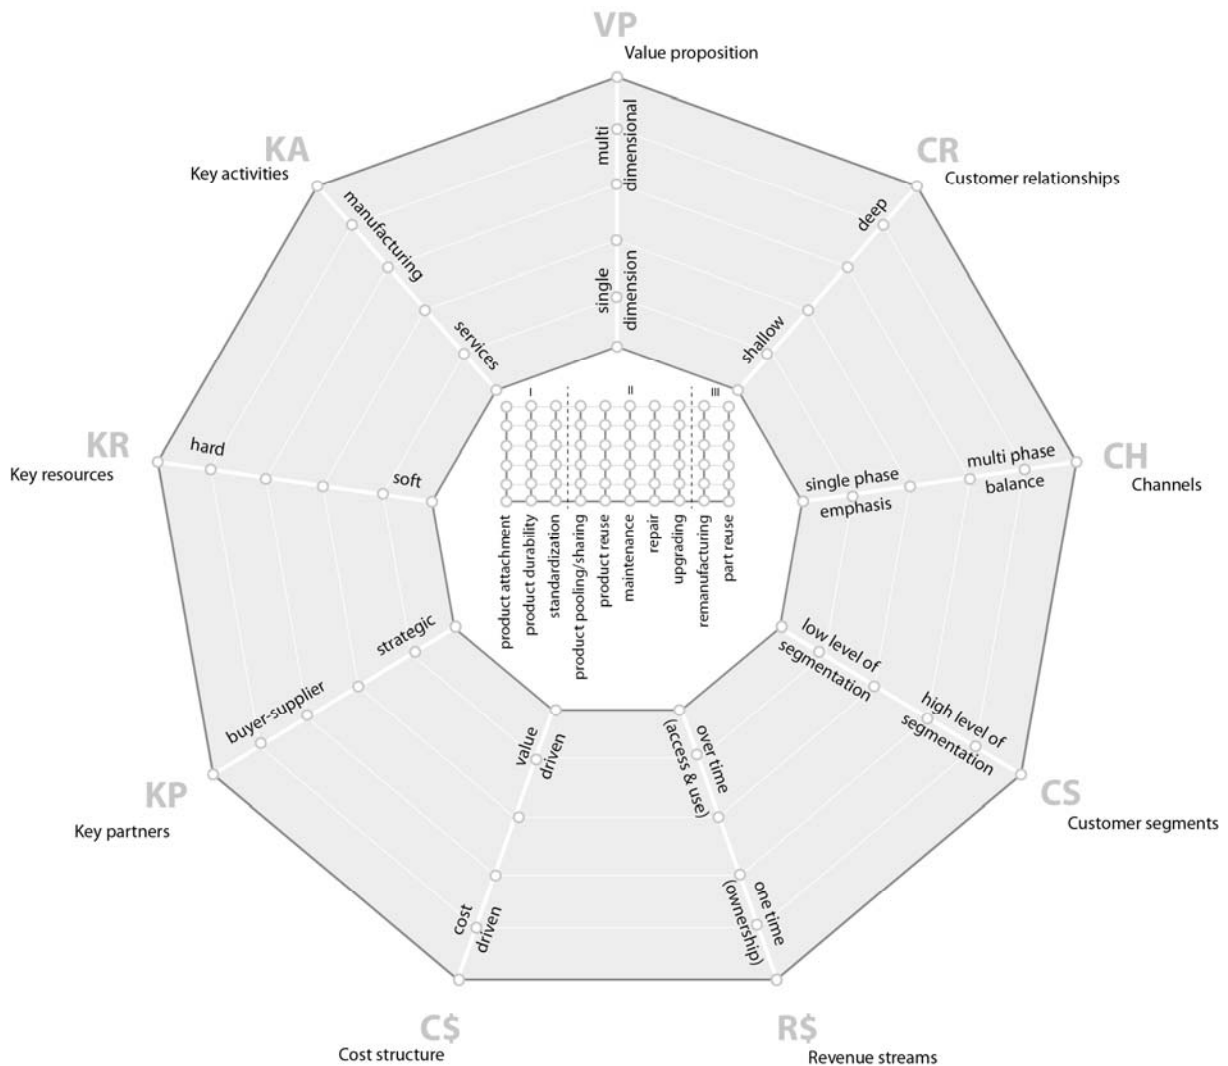 VP
Value proposition
KA
Key activities
CR
Customer relationships
multi
dimensional
single
dimension
manufacturing
services
deep
shallow
I
II
III
KR
Key resources
hard
soft
single phase
emphasis
multi phase
balance
CH
Channels
product attachment
product durability
standardization
product pooling/sharing
product reuse
maintenance
repair
upgrading
remanufacturing
part reuse
strategic
buyer-supplier
KP
Key partners
low level of
segmentation
high level of
segmentation
CS
Customer segments
value
driven
cost
driven
over time
(access & use)
one time
(ownership)
C$
Cost structure
R$
Revenue streams